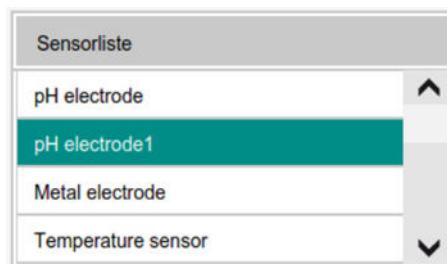 Sensorliste
pH electrode
pH electrode1
Metal electrode
Temperature sensor